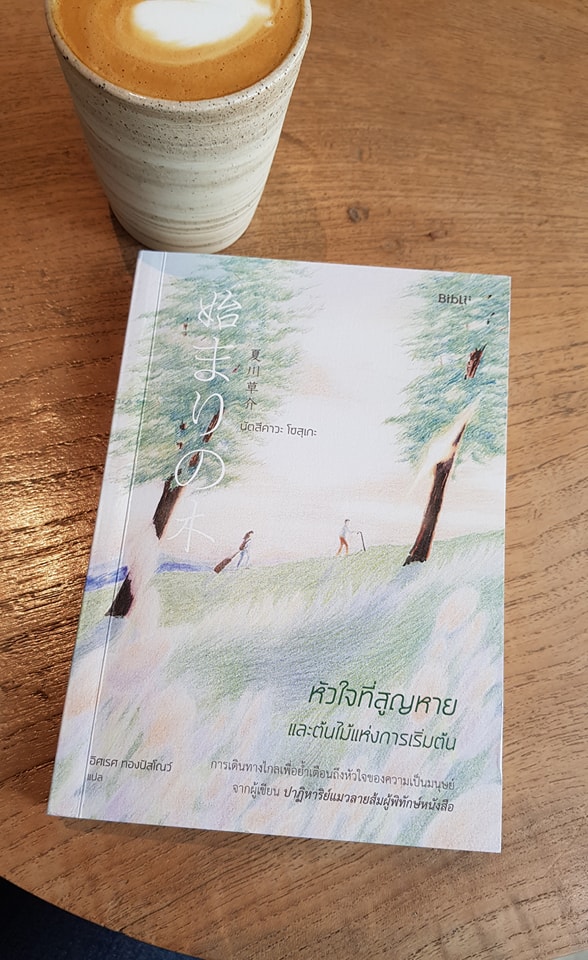 Bibli
始まりの木
夏川草介
นัตสึคาวะ โซสุเกะ
หัวใจที่สูญหาย
และต้นไม้แห่งการเริ่มต้น
อิศเรศ ทองปัสโณว์
แปล
การเดินทางไกลเพื่อย้ำเตือนถึงหัวใจของความเป็นมนุษย์
จากผู้เขียน ปาฏิหาริย์แมวลายส้มผู้พิทักษ์หนังสือ